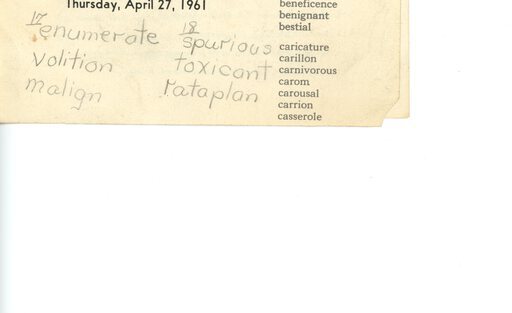 Thursday, April 27, 1961
17 18
enumerate spurious
volition toxicant
malign rataplan
beneficence
benignant
bestial
caricature
carillon
carnivorous
carom
carousal
carrion
casserole